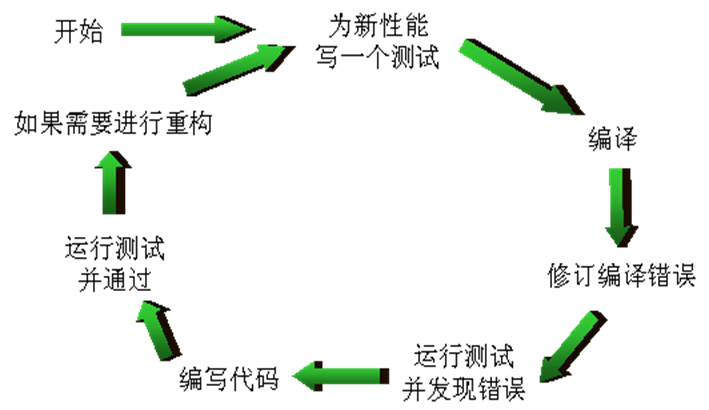 开始
为新性能
写一个测试
编译
修订编译错误
运行测试
并发现错误
编写代码
运行测试
并通过
如果需要进行重构